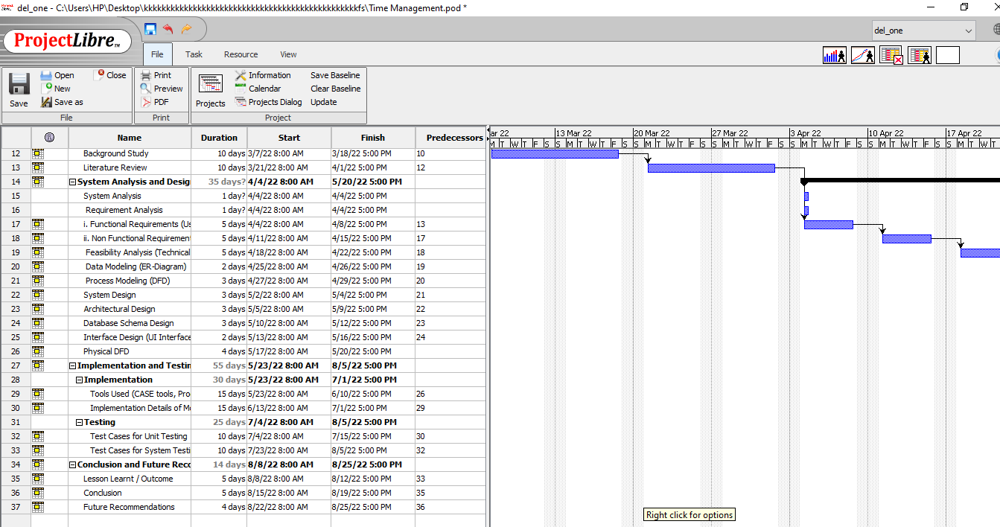 del_one - C:\Users\HP\Desktop\kkkkkkkkkkkkkkkkkkkkkkkkkkkkkkkkkkkkkkkkkkkkkkkkfs\Time Management.pod *
ProjectLibre™
del_one
File Task Resource View
Save Open New Save as Close
File
Print Preview PDF
Print
Projects Information Calendar Projects Dialog Save Baseline Clear Baseline Update
Project
Name Duration Start Finish Predecessors
ar 22 13 Mar 22 20 Mar 22 27 Mar 22 3 Apr 22 10 Apr 22 17 Apr 22
M T W T F S S M T W T F S S M T W T F S S M T W T F S S M T W T F S S M T W T F S S M T W T
12 Background Study 10 days 3/7/22 8:00 AM 3/18/22 5:00 PM 10
13 Literature Review 10 days 3/21/22 8:00 AM 4/1/22 5:00 PM 12
14 System Analysis and Desig 35 days? 4/4/22 8:00 AM 5/20/22 5:00 PM
15 System Analysis 1 day? 4/4/22 8:00 AM 4/4/22 5:00 PM
16 Requirement Analysis 1 day? 4/4/22 8:00 AM 4/4/22 5:00 PM
17 i. Functional Requirements (Us 5 days 4/4/22 8:00 AM 4/8/22 5:00 PM 13
18 ii. Non Functional Requirement 5 days 4/11/22 8:00 AM 4/15/22 5:00 PM 17
19 Feasibility Analysis (Technical 5 days 4/18/22 8:00 AM 4/22/22 5:00 PM 18
20 Data Modeling (ER-Diagram) 2 days 4/25/22 8:00 AM 4/26/22 5:00 PM 19
21 Process Modeling (DFD) 3 days 4/27/22 8:00 AM 4/29/22 5:00 PM 20
22 System Design 3 days 5/2/22 8:00 AM 5/4/22 5:00 PM 21
23 Architectural Design 3 days 5/5/22 8:00 AM 5/9/22 5:00 PM 22
24 Database Schema Design 3 days 5/10/22 8:00 AM 5/12/22 5:00 PM 23
25 Interface Design (UI Interface 2 days 5/13/22 8:00 AM 5/16/22 5:00 PM 24
26 Physical DFD 4 days 5/17/22 8:00 AM 5/20/22 5:00 PM
27 Implementation and Testin 55 days 5/23/22 8:00 AM 8/5/22 5:00 PM
28 Implementation 30 days 5/23/22 8:00 AM 7/1/22 5:00 PM
29 Tools Used (CASE tools, Pro 15 days 5/23/22 8:00 AM 6/10/22 5:00 PM 26
30 Implementation Details of Mo 15 days 6/13/22 8:00 AM 7/1/22 5:00 PM 29
31 Testing 25 days 7/4/22 8:00 AM 8/5/22 5:00 PM
32 Test Cases for Unit Testing 10 days 7/4/22 8:00 AM 7/15/22 5:00 PM 30
33 Test Cases for System Testi 10 days 7/23/22 8:00 AM 8/5/22 5:00 PM 32
34 Conclusion and Future Reco 14 days 8/8/22 8:00 AM 8/25/22 5:00 PM
35 Lesson Learnt / Outcome 5 days 8/8/22 8:00 AM 8/12/22 5:00 PM 33
36 Conclusion 5 days 8/15/22 8:00 AM 8/19/22 5:00 PM 35
37 Future Recommendations 4 days 8/22/22 8:00 AM 8/25/22 5:00 PM 36
Right click for options